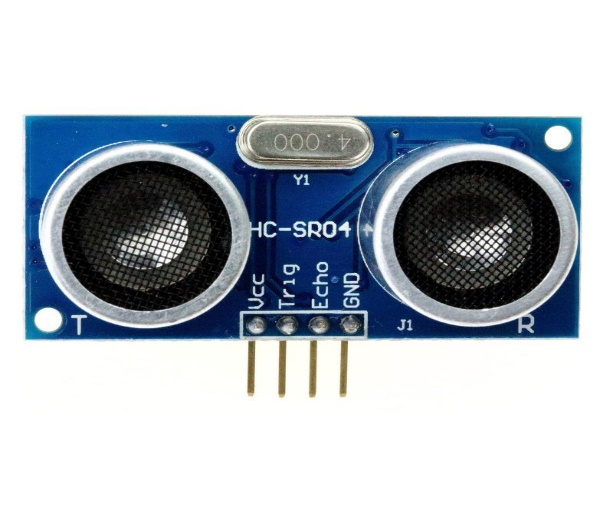 4.000
Y1
HC-SR04 +
Vcc
Trig
Echo
GND
T
J1
R